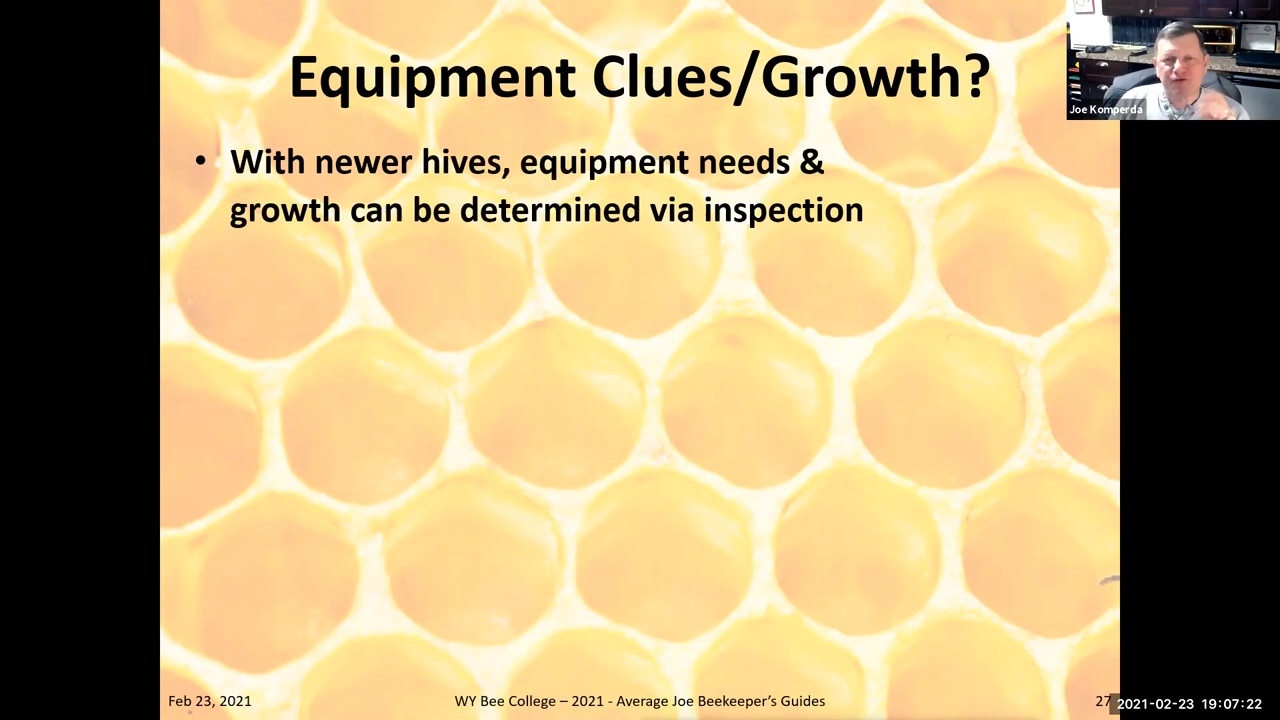 Equipment Clues/Growth?
Joe Komperda
• With newer hives, equipment needs &
growth can be determined via inspection
Feb 23, 2021
WY Bee College – 2021 - Average Joe Beekeeper’s Guides
27
2021-02-23 19:07:22